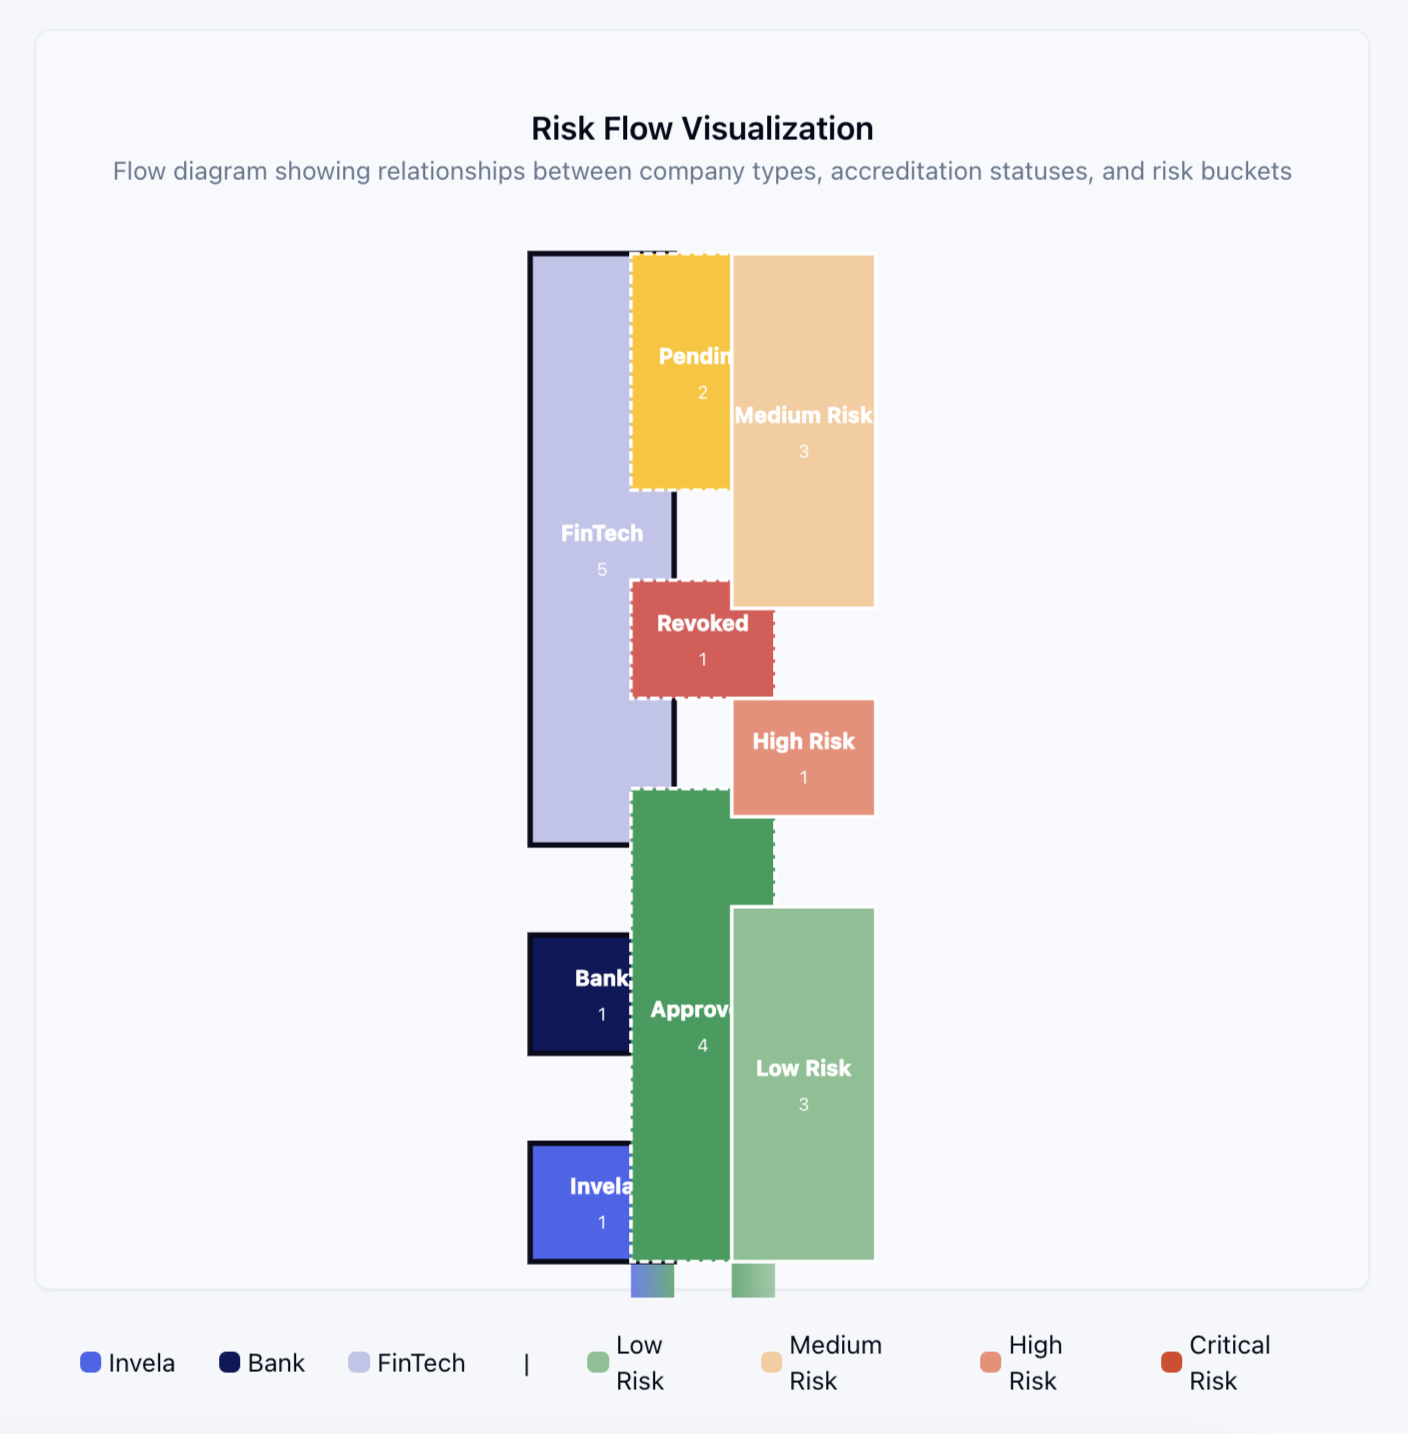 Risk Flow Visualization
Flow diagram showing relationships between company types, accreditation statuses, and risk buckets
Pendin
2
Medium Risk
3
FinTech
5
Revoked
1
High Risk
1
Bank
1
Approv
4
Low Risk
3
Invela
1
Invela
Bank
FinTech
|
Low
Risk
Medium
Risk
High
Risk
Critical
Risk